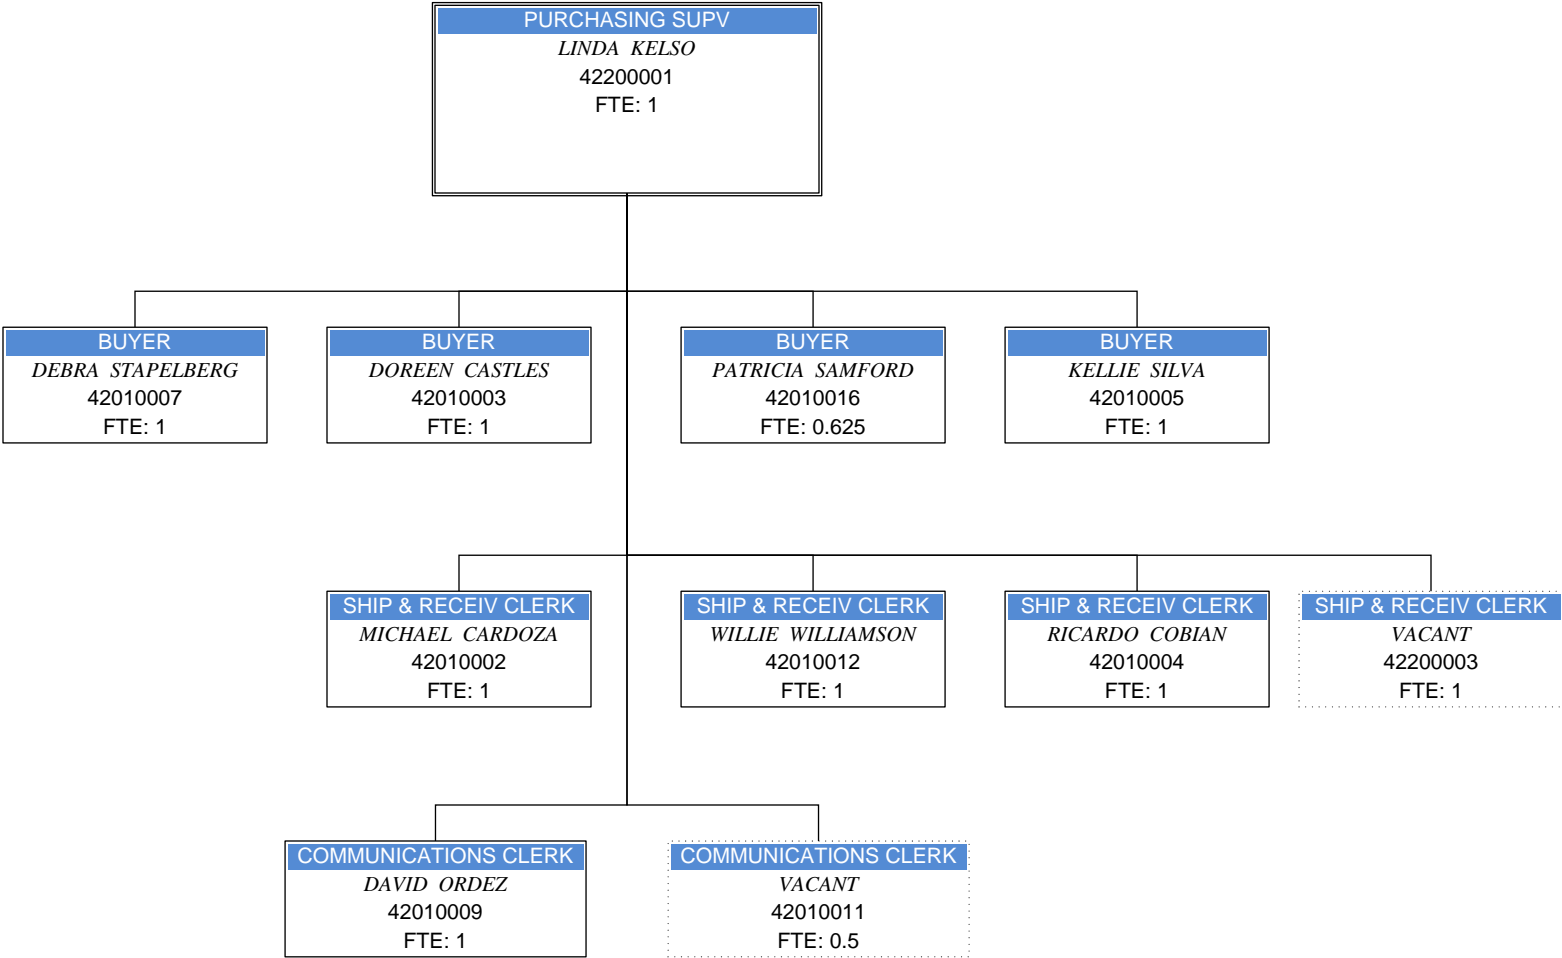 PURCHASING SUPV
LINDA KELSO
42200001
FTE: 1
BUYER
DEBRA STAPELBERG
42010007
FTE: 1
BUYER
DOREEN CASTLES
42010003
FTE: 1
BUYER
PATRICIA SAMFORD
42010016
FTE: 0.625
BUYER
KELLIE SILVA
42010005
FTE: 1
SHIP & RECEIV CLERK
MICHAEL CARDOZA
42010002
FTE: 1
SHIP & RECEIV CLERK
WILLIE WILLIAMSON
42010012
FTE: 1
SHIP & RECEIV CLERK
RICARDO COBIAN
42010004
FTE: 1
SHIP & RECEIV CLERK
VACANT
42200003
FTE: 1
COMMUNICATIONS CLERK
DAVID ORDEZ
42010009
FTE: 1
COMMUNICATIONS CLERK
VACANT
42010011
FTE: 0.5